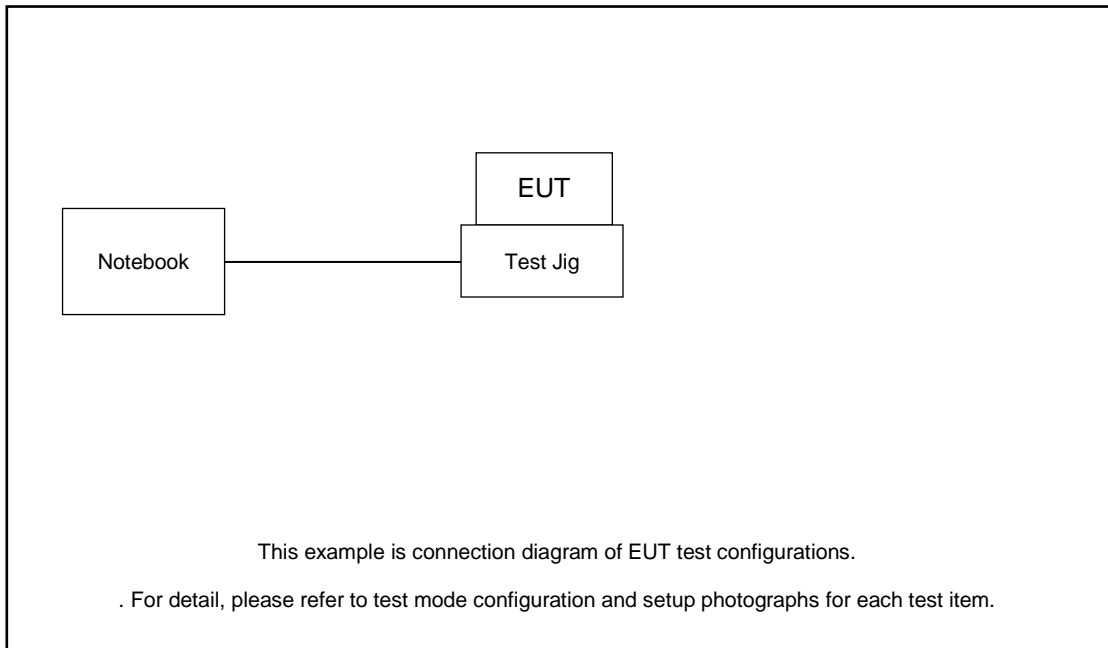 EUT
Notebook
Test Jig
This example is connection diagram of EUT test configurations.
. For detail, please refer to test mode configuration and setup photographs for each test item.